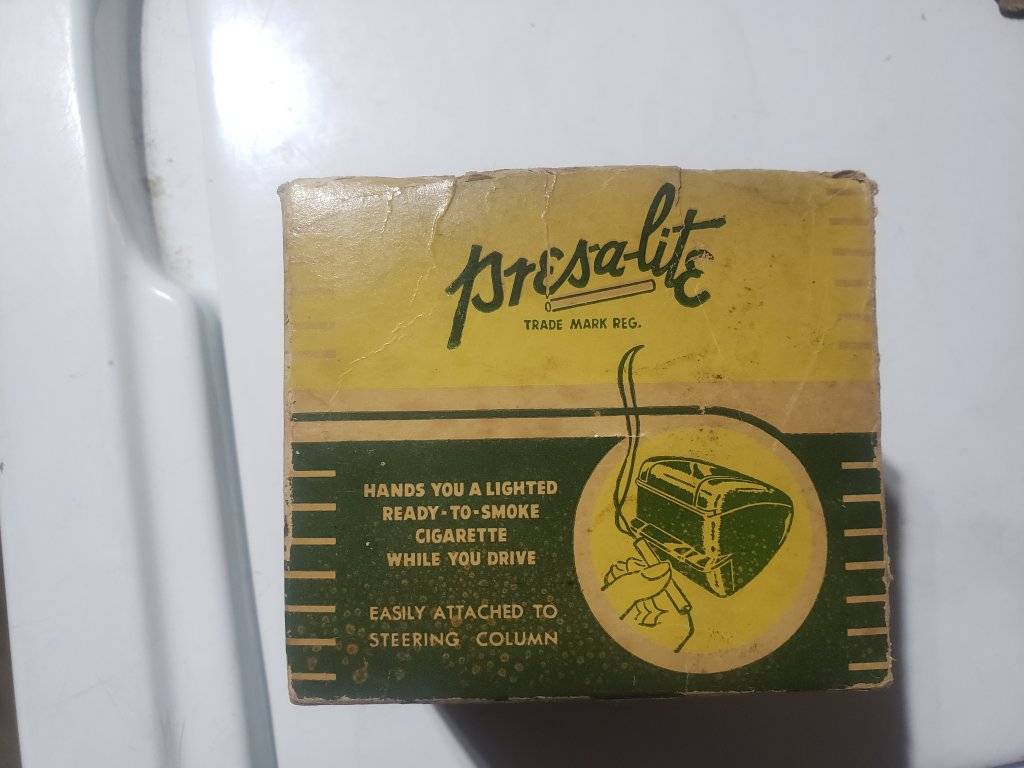 pres-a-lite
TRADE MARK REG.
HANDS YOU A LIGHTED
READY-TO-SMOKE
CIGARETTE
WHILE YOU DRIVE
EASILY ATTACHED TO
STEERING COLUMN